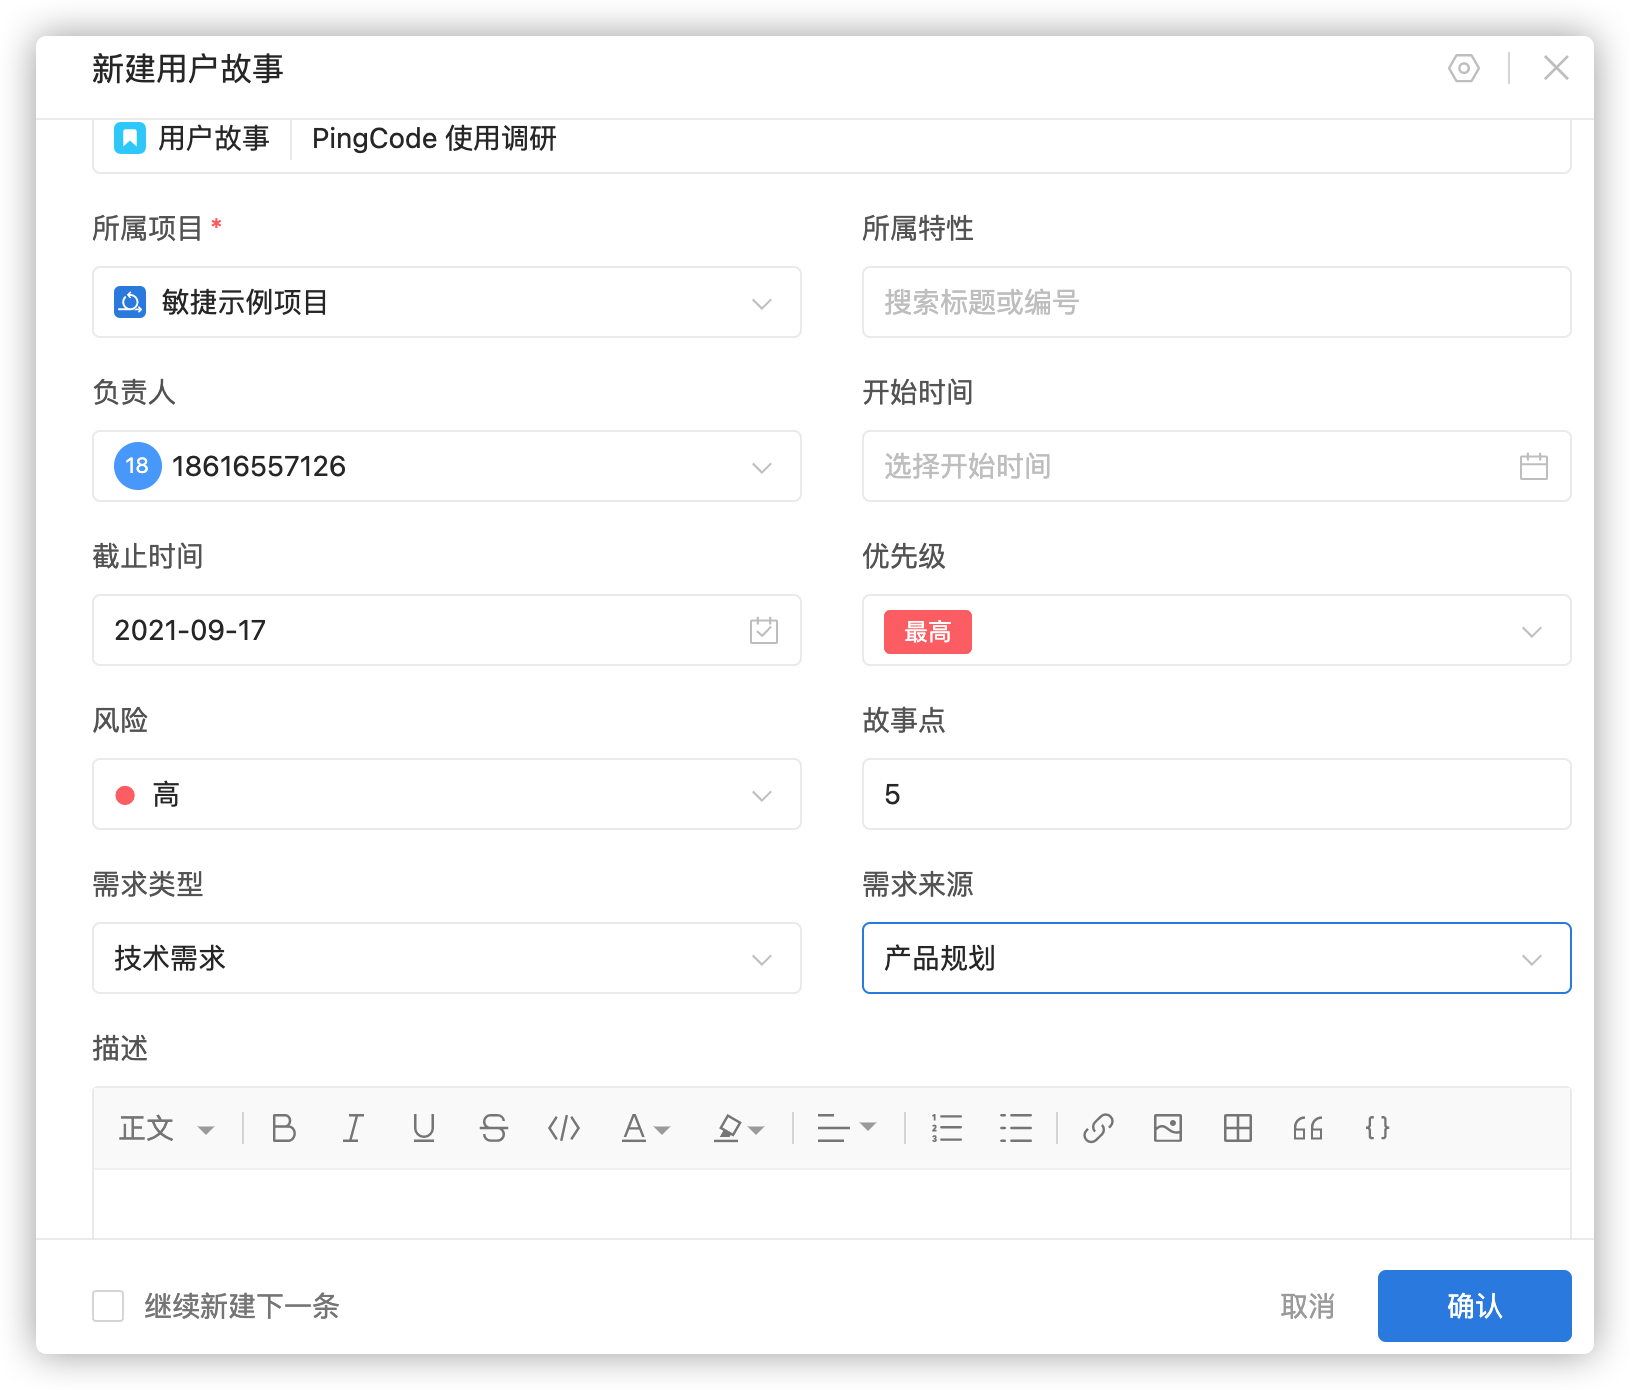 新建用户故事
用户故事 PingCode 使用调研
所属项目 * 所属特性
敏捷示例项目 搜索标题或编号
负责人 开始时间
18 18616557126 选择开始时间
截止时间 优先级
2021-09-17 最高
风险 故事点
高 5
需求类型 需求来源
技术需求 产品规划
描述
正文
继续新建下一条 取消 确认